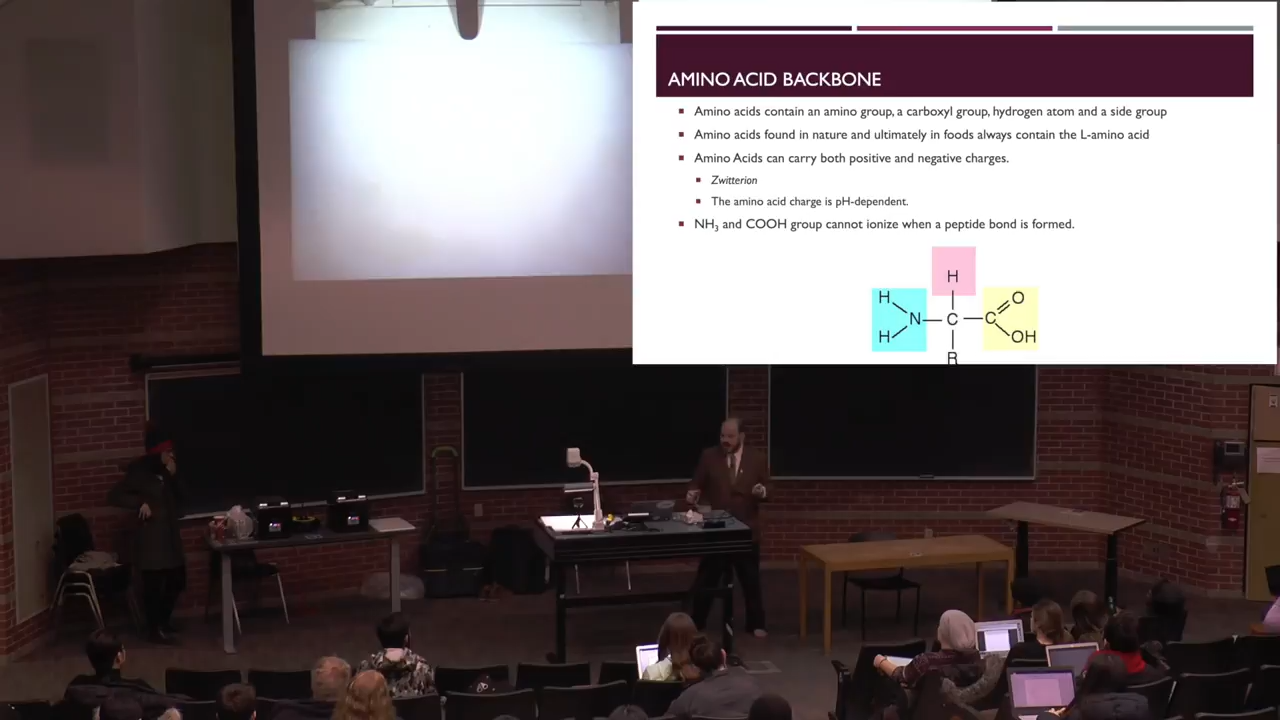 AMINO ACID BACKBONE
Amino acids contain an amino group, a carboxyl group, hydrogen atom and a side group
Amino acids found in nature and ultimately in foods always contain the L-amino acid
Amino Acids can carry both positive and negative charges.
Zwitterion
The amino acid charge is pH-dependent.
NH₃ and COOH group cannot ionize when a peptide bond is formed.
H
H
O
N
C
C
H
OH
R